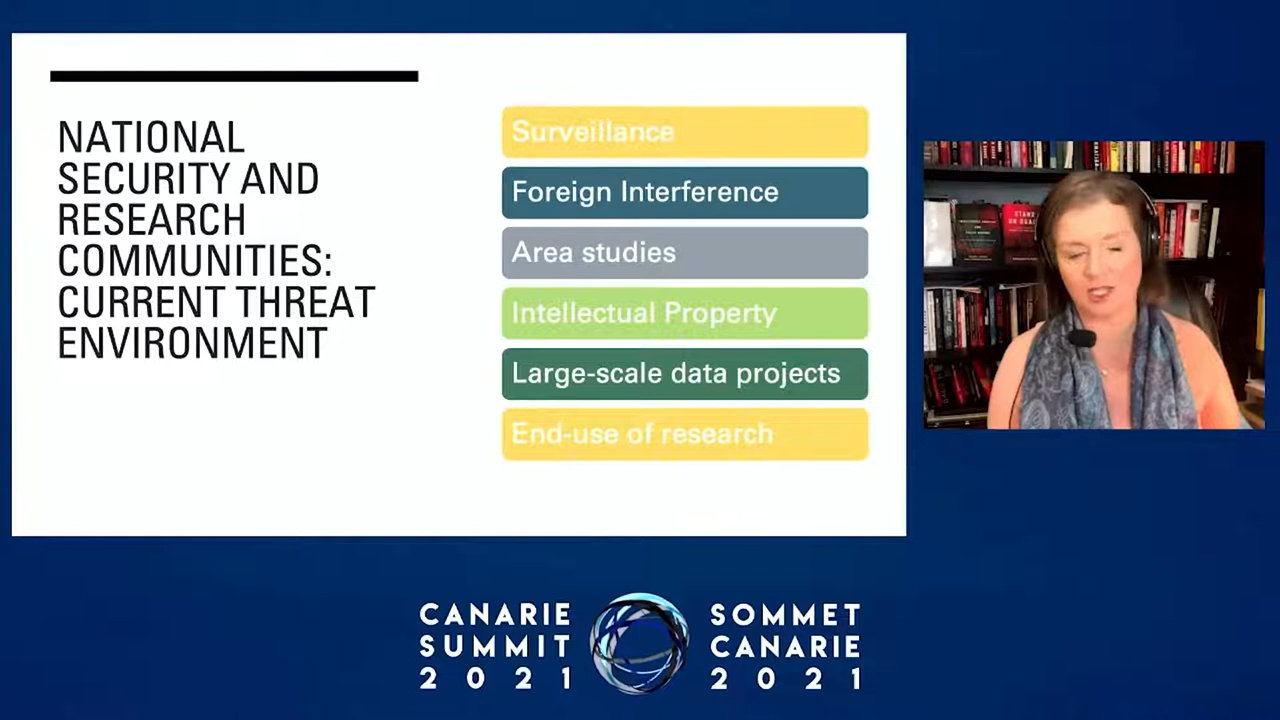 NATIONAL
SECURITY AND
RESEARCH
COMMUNITIES:
CURRENT THREAT
ENVIRONMENT
Surveillance
Foreign Interference
Area studies
Intellectual Property
Large-scale data projects
End-use of research
CANARIE
SUMMIT
2021
SOMMET
CANARIE
2021